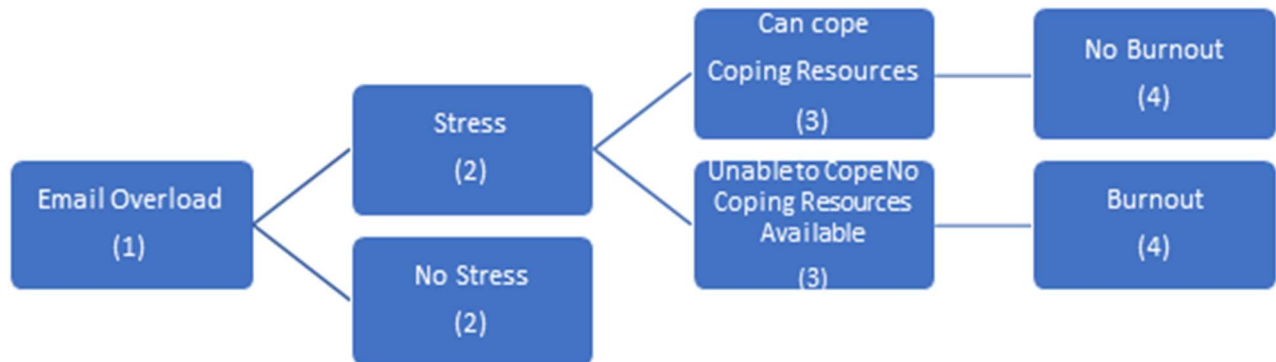 Email Overload
(1)
Stress
(2)
No Stress
(2)
Can cope
Coping Resources
(3)
Unable to Cope No
Coping Resources
Available
(3)
No Burnout
(4)
Burnout
(4)